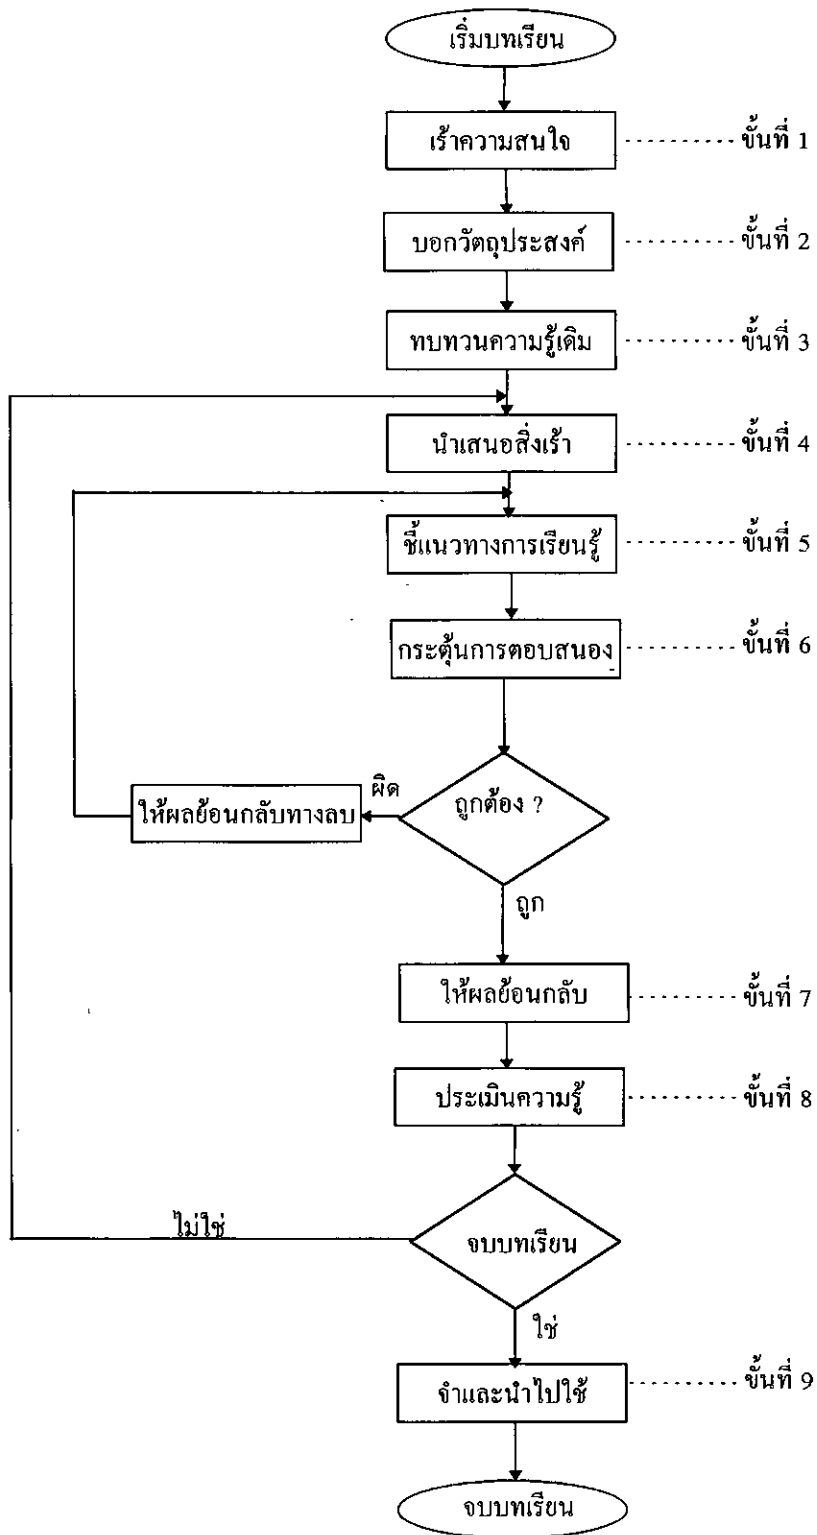 เริ่มบทเรียน
เร้าความสนใจ ขั้นที่ 1
บอกวัตถุประสงค์ ขั้นที่ 2
ทบทวนความรู้เดิม ขั้นที่ 3
นำเสนอสิ่งเร้า ขั้นที่ 4
ชี้แนวทางการเรียนรู้ ขั้นที่ 5
กระตุ้นการตอบสนอง ขั้นที่ 6
ถูกต้อง ?
ผิด
ให้ผลย้อนกลับทางลบ
ถูก
ให้ผลย้อนกลับ ขั้นที่ 7
ประเมินความรู้ ขั้นที่ 8
จบบทเรียน
ไม่ใช่
ใช่
จำและนำไปใช้ ขั้นที่ 9
จบบทเรียน